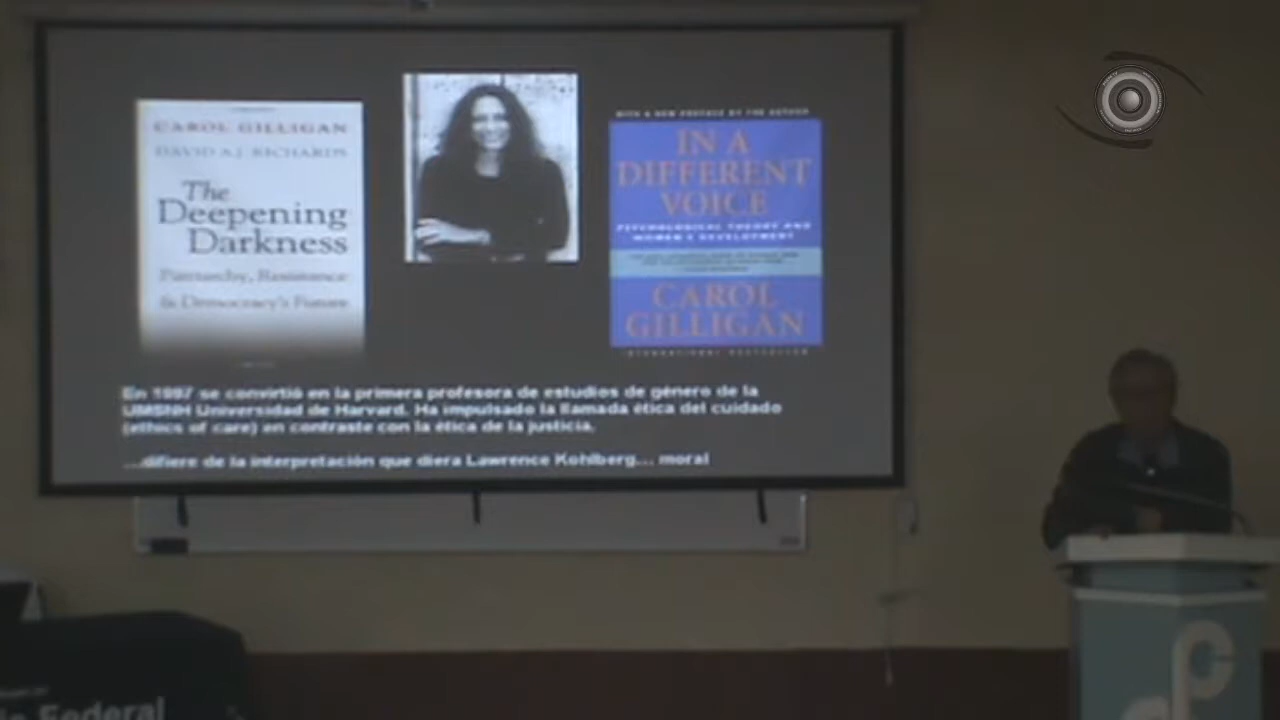 CAROL GILLIGAN
DAVID A.J. RICHARDS
The
Deepening
Darkness
Patriarchy, Resistance
& Democracy's Future
WITH A NEW PREFACE BY THE AUTHOR
IN A
DIFFERENT
VOICE
PSYCHOLOGICAL THEORY AND
WOMEN'S DEVELOPMENT
CAROL
GILLIGAN
INTERNATIONAL BESTSELLER
En 1997 se convirtió en la primera profesora de estudios de género de la
UMSNH Universidad de Harvard. Ha impulsado la llamada ética del cuidado
(ethics of care) en contraste con la ética de la justicia.
...difiere de la interpretación que diera Lawrence Kohlberg... moral
Federal